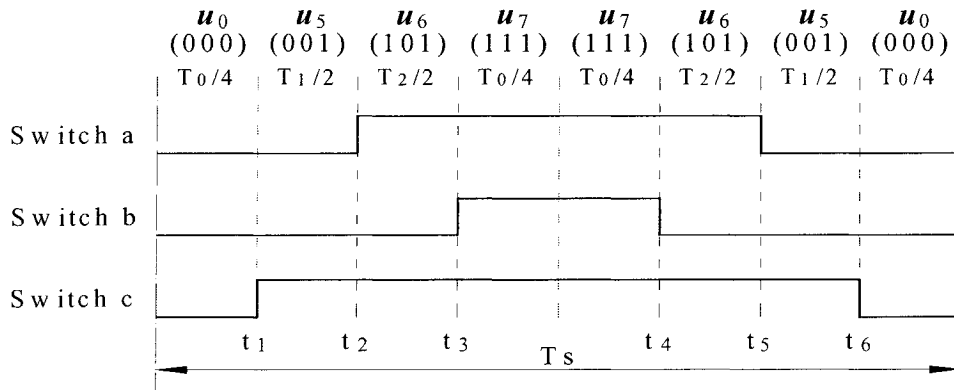 u0 u5 u6 u7 u7 u6 u5 u0
(000) (001) (101) (111) (111) (101) (001) (000)
T0/4 T1/2 T2/2 T0/4 T0/4 T2/2 T1/2 T0/4
Switch a
Switch b
Switch c
t1 t2 t3 t4 t5 t6
Ts